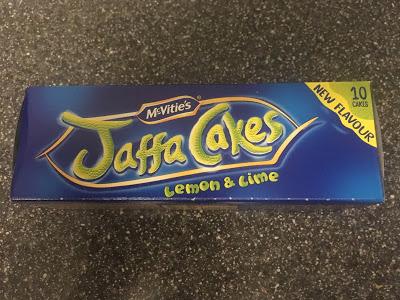 McVitie's®
Jaffa Cakes
Lemon & Lime
10
CAKES
NEW FLAVOUR